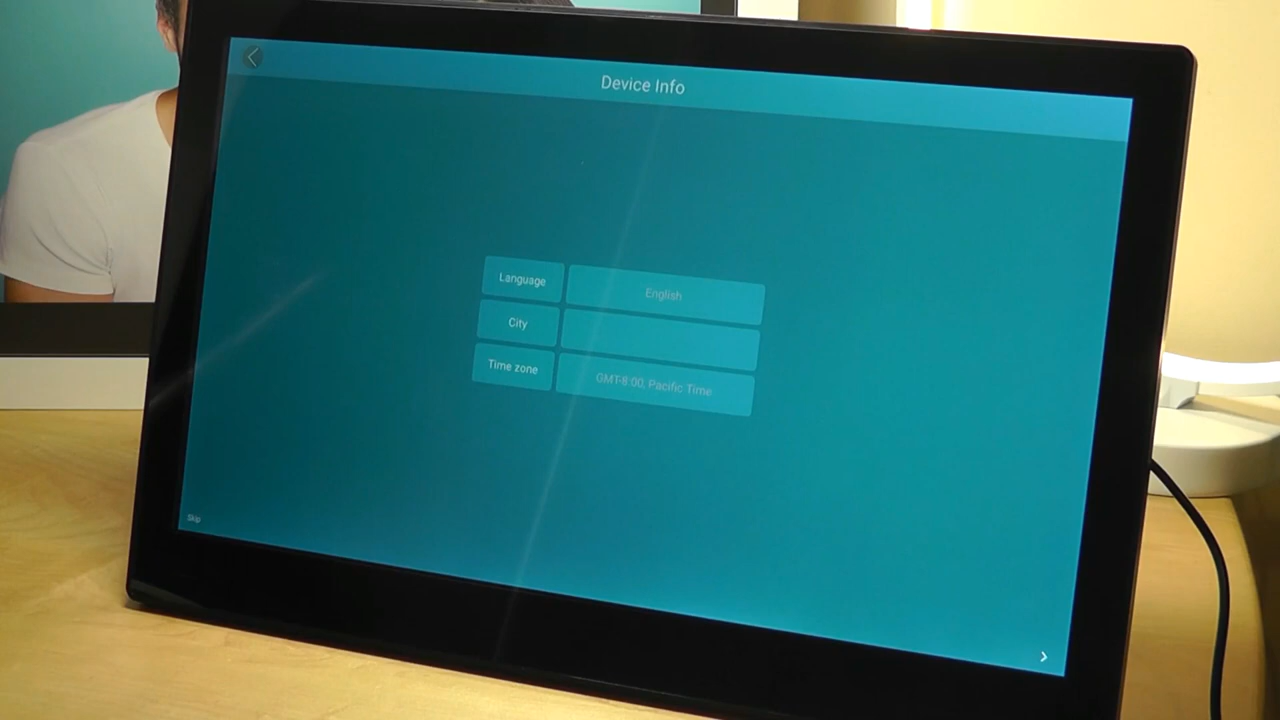 Device Info
Language English
City
Time zone GMT-8:00, Pacific Time
Skip